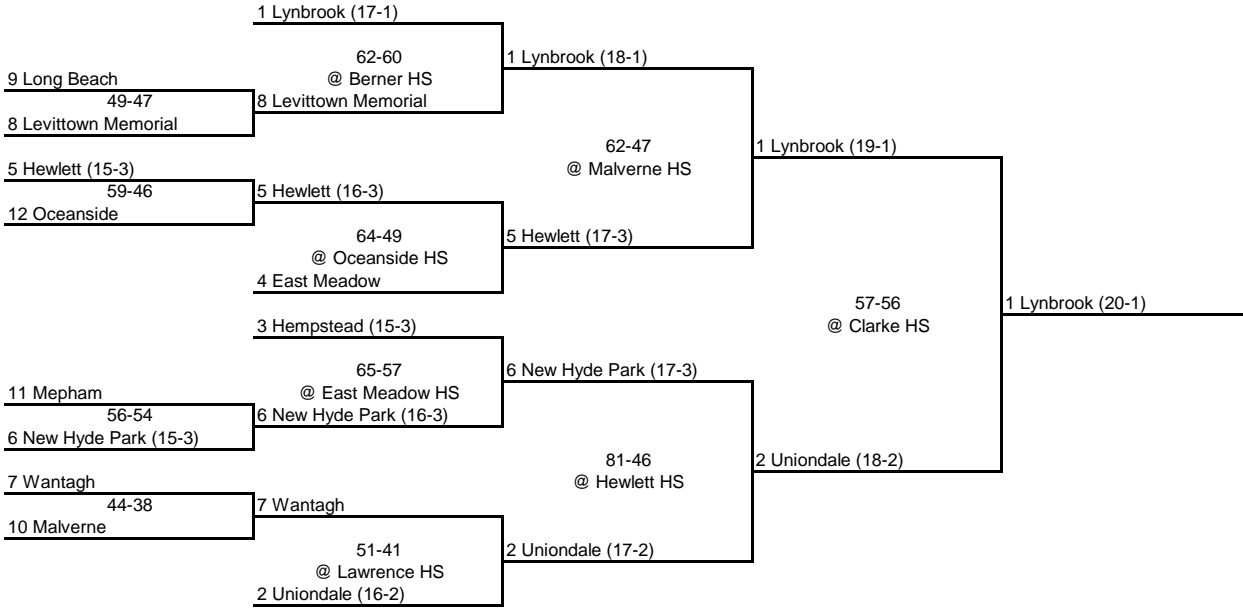 1 Lynbrook (17-1)
62-60
@ Berner HS
1 Lynbrook (18-1)
9 Long Beach
49-47
8 Levittown Memorial
8 Levittown Memorial
62-47
@ Malverne HS
1 Lynbrook (19-1)
5 Hewlett (15-3)
59-46
5 Hewlett (16-3)
12 Oceanside
64-49
@ Oceanside HS
5 Hewlett (17-3)
4 East Meadow
57-56
@ Clarke HS
1 Lynbrook (20-1)
3 Hempstead (15-3)
65-57
@ East Meadow HS
6 New Hyde Park (17-3)
11 Mepham
56-54
6 New Hyde Park (16-3)
6 New Hyde Park (15-3)
81-46
@ Hewlett HS
2 Uniondale (18-2)
7 Wantagh
44-38
7 Wantagh
10 Malverne
51-41
@ Lawrence HS
2 Uniondale (17-2)
2 Uniondale (16-2)